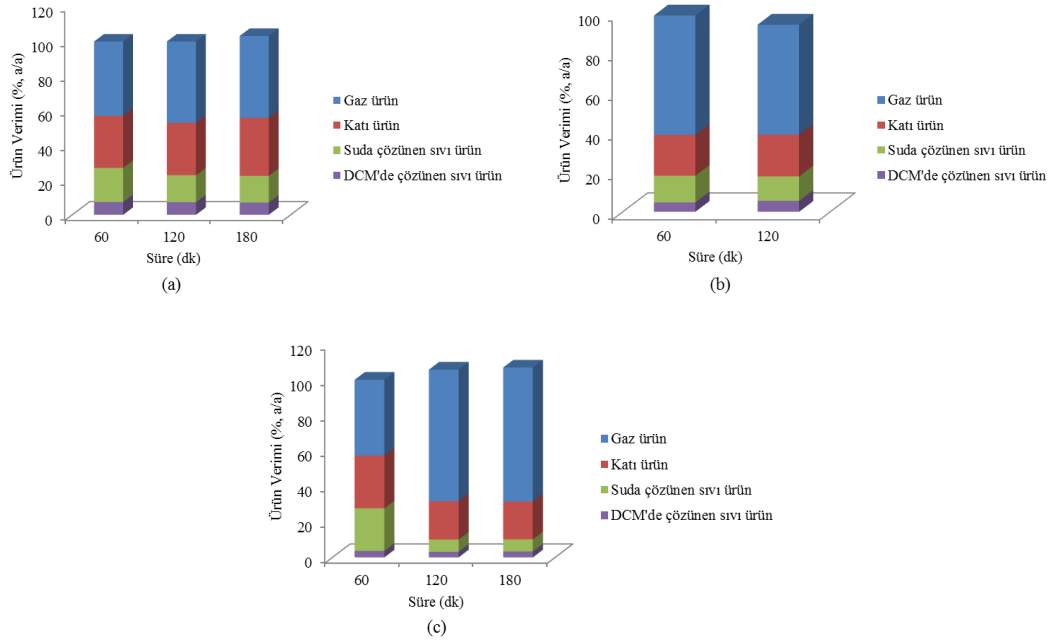 Ürün Verimi (%, a/a)
120
100
80
60
40
20
0
60 120 180
Süre (dk)
Gaz ürün
Katı ürün
Suda çözünen sıvı ürün
DCM'de çözünen sıvı ürün
(a)
Ürün Verimi (%, a/a)
100
80
60
40
20
0
60 120
Süre (dk)
Gaz ürün
Katı ürün
Suda çözünen sıvı ürün
DCM'de çözünen sıvı ürün
(b)
Ürün Verimi (%, a/a)
120
100
80
60
40
20
0
60 120 180
Süre (dk)
Gaz ürün
Katı ürün
Suda çözünen sıvı ürün
DCM'de çözünen sıvı ürün
(c)